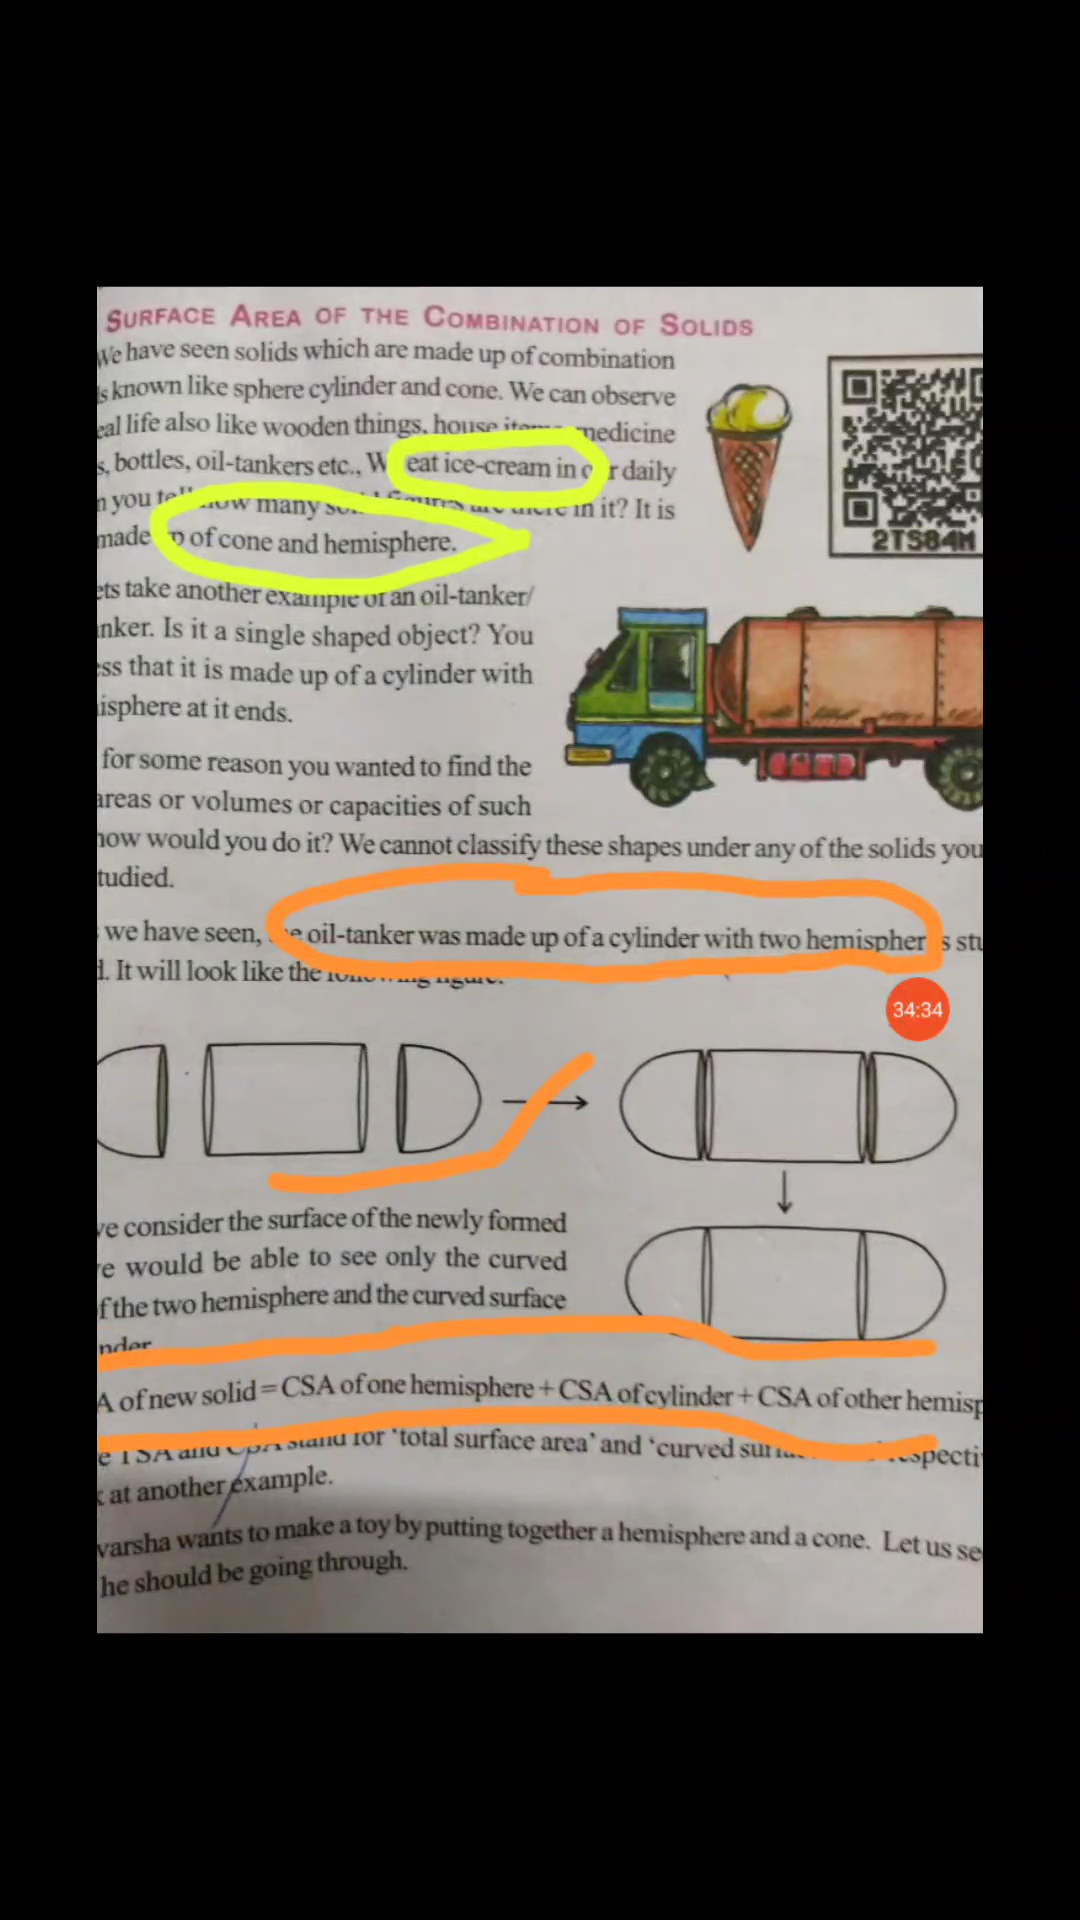 SURFACE AREA OF THE COMBINATION OF SOLIDS
We have seen solids which are made up of combination
s known like sphere cylinder and cone. We can observe
eal life also like wooden things, house items medicine
s, bottles, oil-tankers etc., W eat ice-cream in r daily
n you how many figures are there in it? It is
made p of cone and hemisphere.
2TS84M
ets take another example of an oil-tanker/
nker. Is it a single shaped object? You
ess that it is made up of a cylinder with
isphere at it ends.
for some reason you wanted to find the
areas or volumes or capacities of such
how would you do it? We cannot classify these shapes under any of the solids you
tudied.
we have seen, e oil-tanker was made up of a cylinder with two hemispher s stu
d. It will look like the following figure.
34:34
ve consider the surface of the newly formed
e would be able to see only the curved
f the two hemisphere and the curved surface
nder
A of new solid = CSA of one hemisphere + CSA of cylinder + CSA of other hemisp
e TSA and CSA stand for 'total surface area' and 'curved specti
k at another example.
varsha wants to make a toy by putting together a hemisphere and a cone. Let us se
he should be going through.